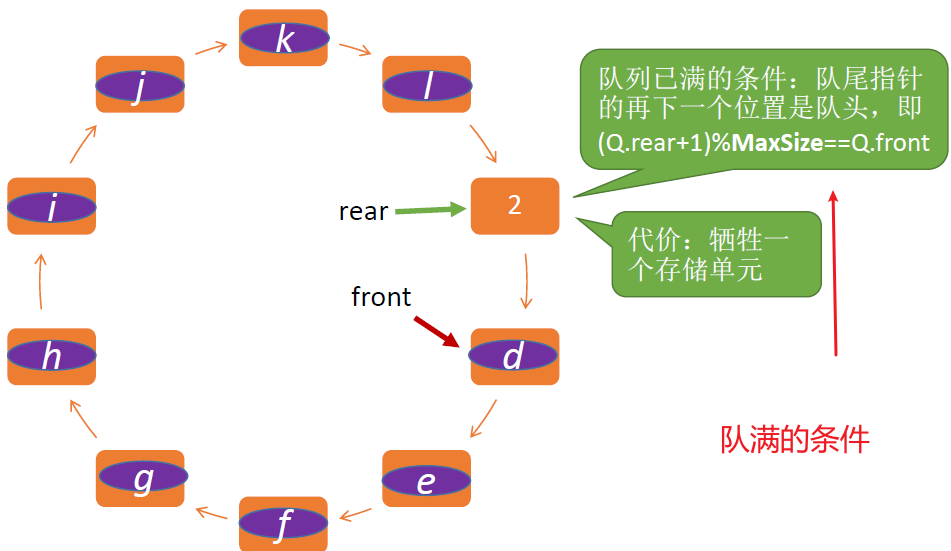 k
j
l
队列已满的条件：队尾指针
的再下一个位置是队头，即
(Q.rear+1)%MaxSize==Q.front
i
rear
2
代价：牺牲一
个存储单元
front
h
d
队满的条件
g
e
f